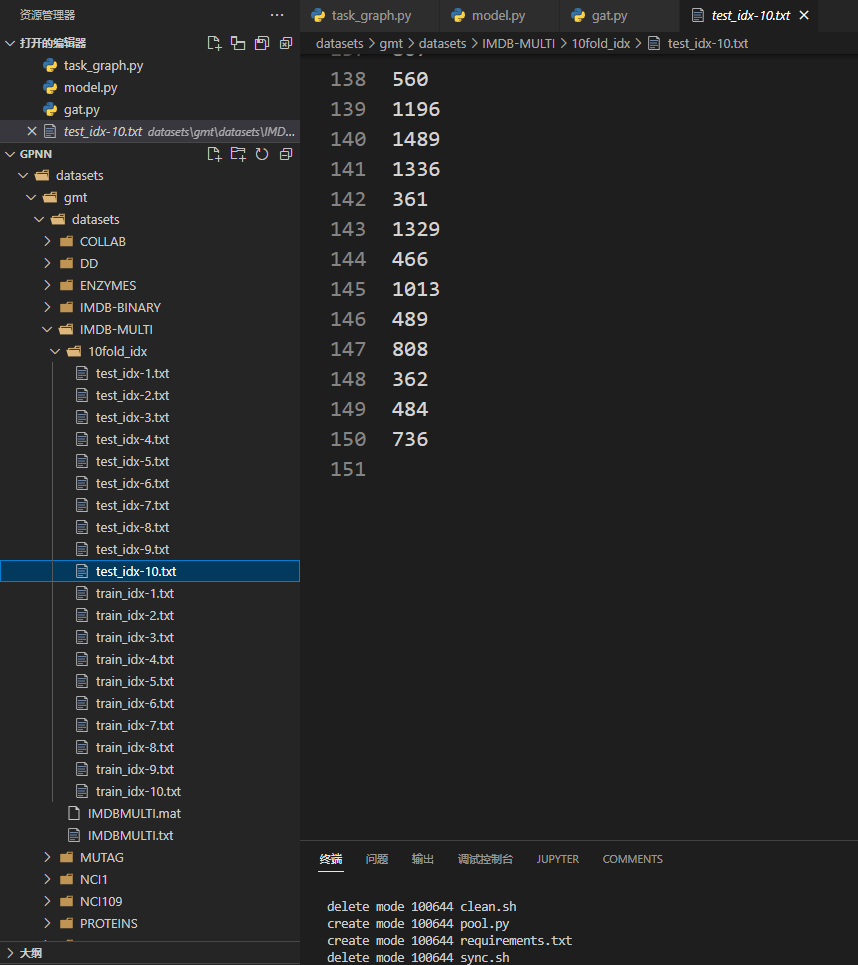 资源管理器
打开的编辑器
task_graph.py
model.py
gat.py
test_idx-10.txt datasets\gmt\datasets\IMD...
GPNN
datasets
gmt
datasets
COLLAB
DD
ENZYMES
IMDB-BINARY
IMDB-MULTI
10fold_idx
test_idx-1.txt
test_idx-2.txt
test_idx-3.txt
test_idx-4.txt
test_idx-5.txt
test_idx-6.txt
test_idx-7.txt
test_idx-8.txt
test_idx-9.txt
test_idx-10.txt
train_idx-1.txt
train_idx-2.txt
train_idx-3.txt
train_idx-4.txt
train_idx-5.txt
train_idx-6.txt
train_idx-7.txt
train_idx-8.txt
train_idx-9.txt
train_idx-10.txt
IMDBMULTI.mat
IMDBMULTI.txt
MUTAG
NCI1
NCI109
PROTEINS
大纲
task_graph.py model.py gat.py test_idx-10.txt
datasets > gmt > datasets > IMDB-MULTI > 10fold_idx > test_idx-10.txt
138 560
139 1196
140 1489
141 1336
142 361
143 1329
144 466
145 1013
146 489
147 808
148 362
149 484
150 736
151
终端 问题 输出 调试控制台 JUPYTER COMMENTS
delete mode 100644 clean.sh
create mode 100644 pool.py
create mode 100644 requirements.txt
delete mode 100644 sync.sh